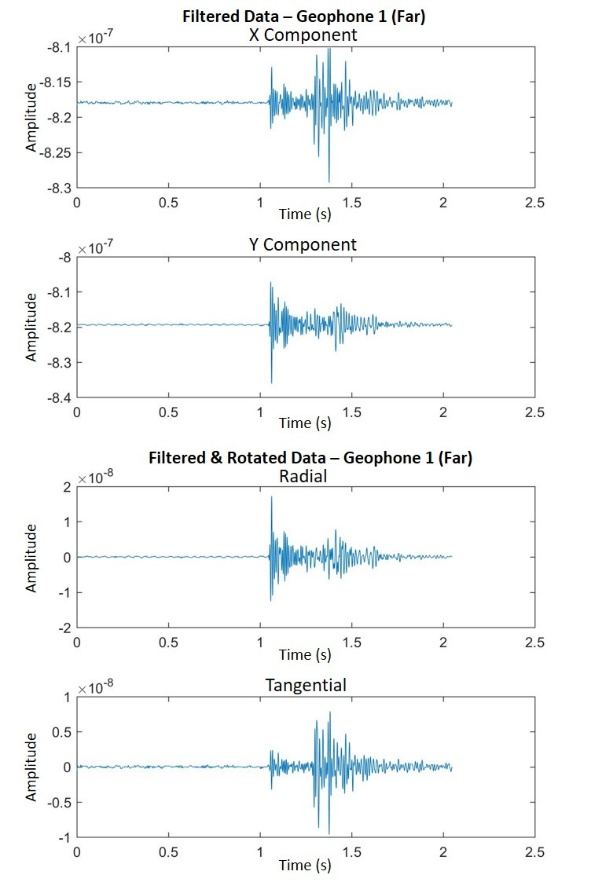 Filtered Data – Geophone 1 (Far)
X Component
×10⁻⁷
-8.1
-8.15
-8.2
-8.25
-8.3
Amplitude
0 0.5 1 1.5 2 2.5
Time (s)
Y Component
×10⁻⁷
-8
-8.1
-8.2
-8.3
-8.4
Amplitude
0 0.5 1 1.5 2 2.5
Time (s)
Filtered & Rotated Data – Geophone 1 (Far)
Radial
×10⁻⁸
2
1
0
-1
-2
Amplitude
0 0.5 1 1.5 2 2.5
Time (s)
Tangential
×10⁻⁸
1
0.5
0
-0.5
-1
Amplitude
0 0.5 1 1.5 2 2.5
Time (s)